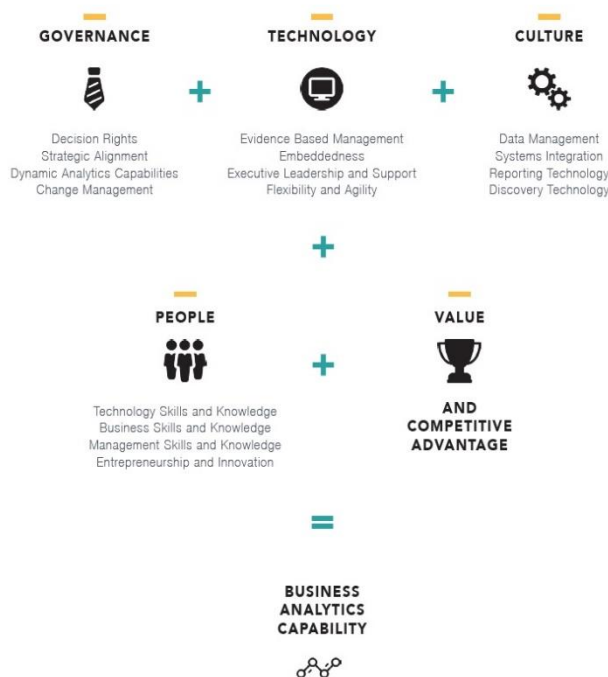 GOVERNANCE
Decision Rights
Strategic Alignment
Dynamic Analytics Capabilities
Change Management
TECHNOLOGY
Evidence Based Management
Embeddedness
Executive Leadership and Support
Flexibility and Agility
CULTURE
Data Management
Systems Integration
Reporting Technology
Discovery Technology
+
+
+
PEOPLE
Technology Skills and Knowledge
Business Skills and Knowledge
Management Skills and Knowledge
Entrepreneurship and Innovation
+
VALUE
AND
COMPETITIVE
ADVANTAGE
=
BUSINESS
ANALYTICS
CAPABILITY